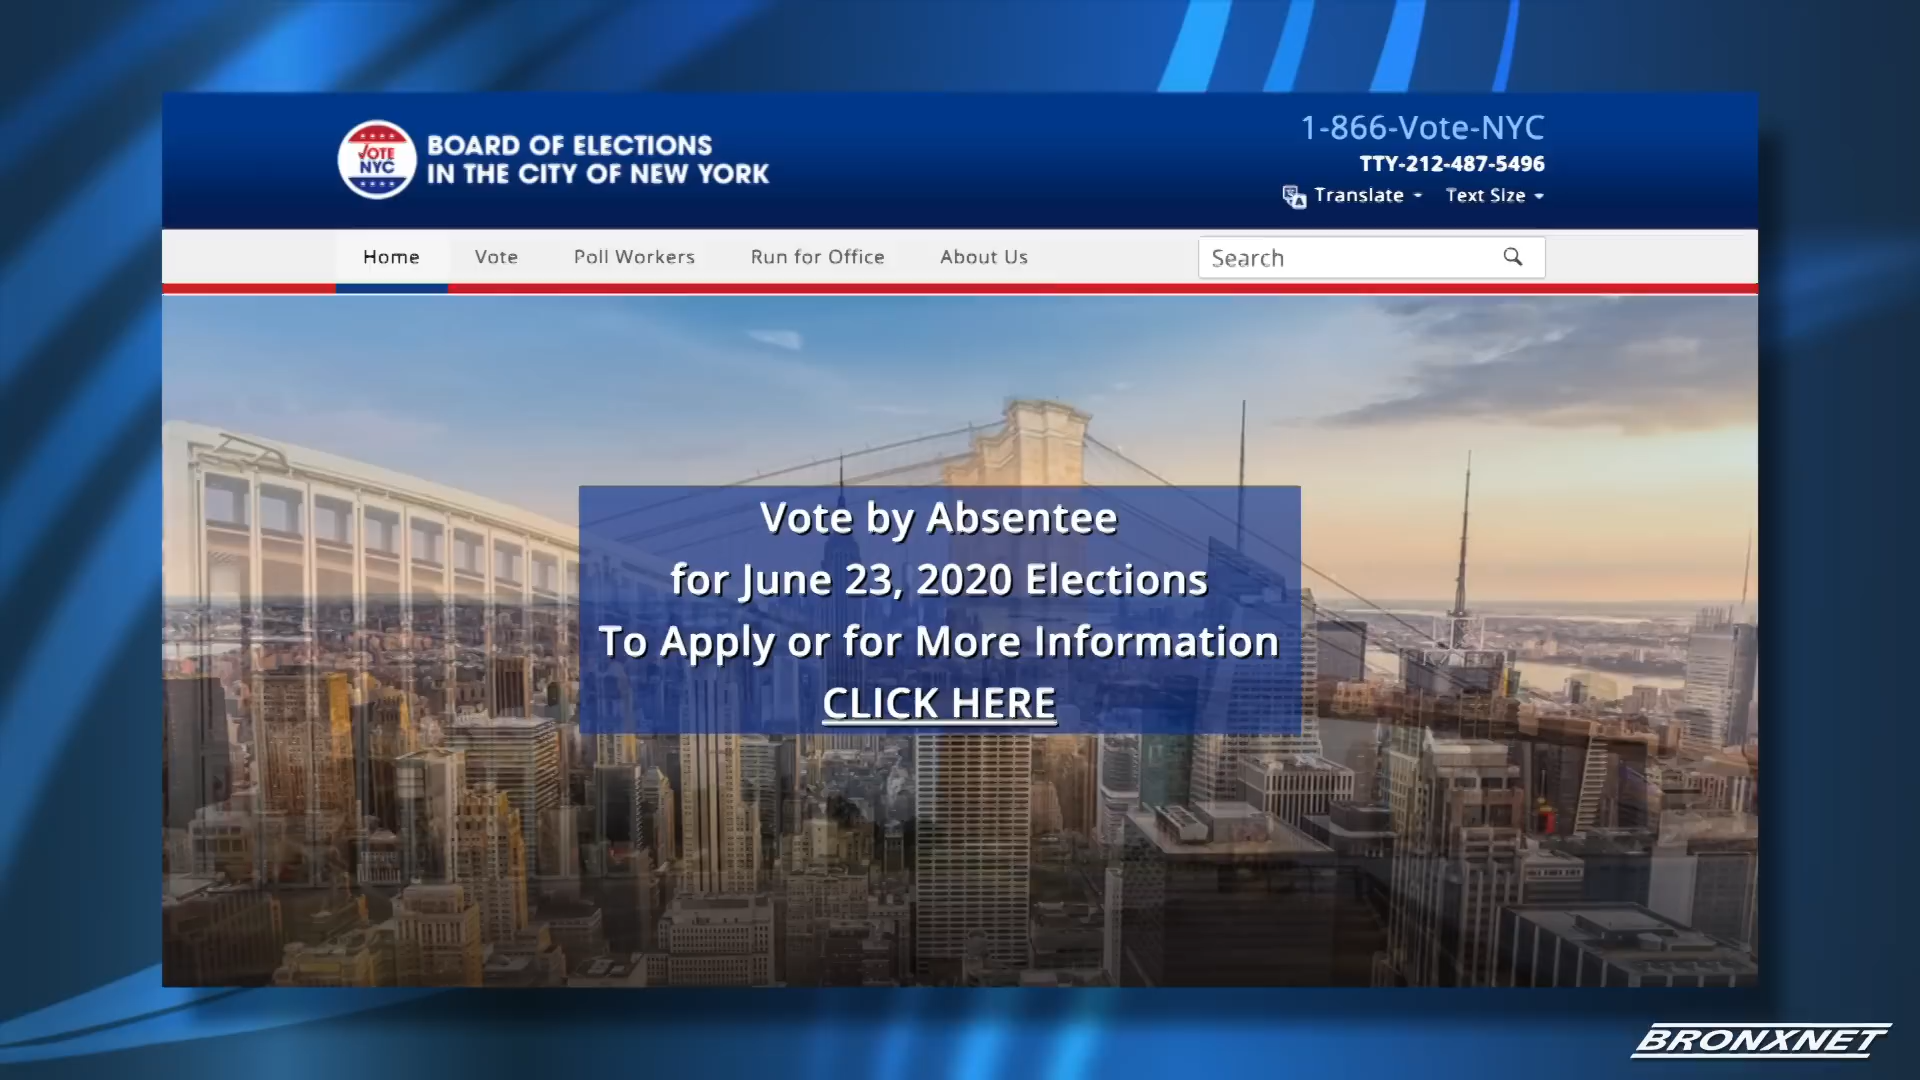 VOTE
NYC
BOARD OF ELECTIONS
IN THE CITY OF NEW YORK
1-866-Vote-NYC
TTY-212-487-5496
Translate
Text Size
Home
Vote
Poll Workers
Run for Office
About Us
Search
Vote by Absentee
for June 23, 2020 Elections
To Apply or for More Information
CLICK HERE
BRONXNET